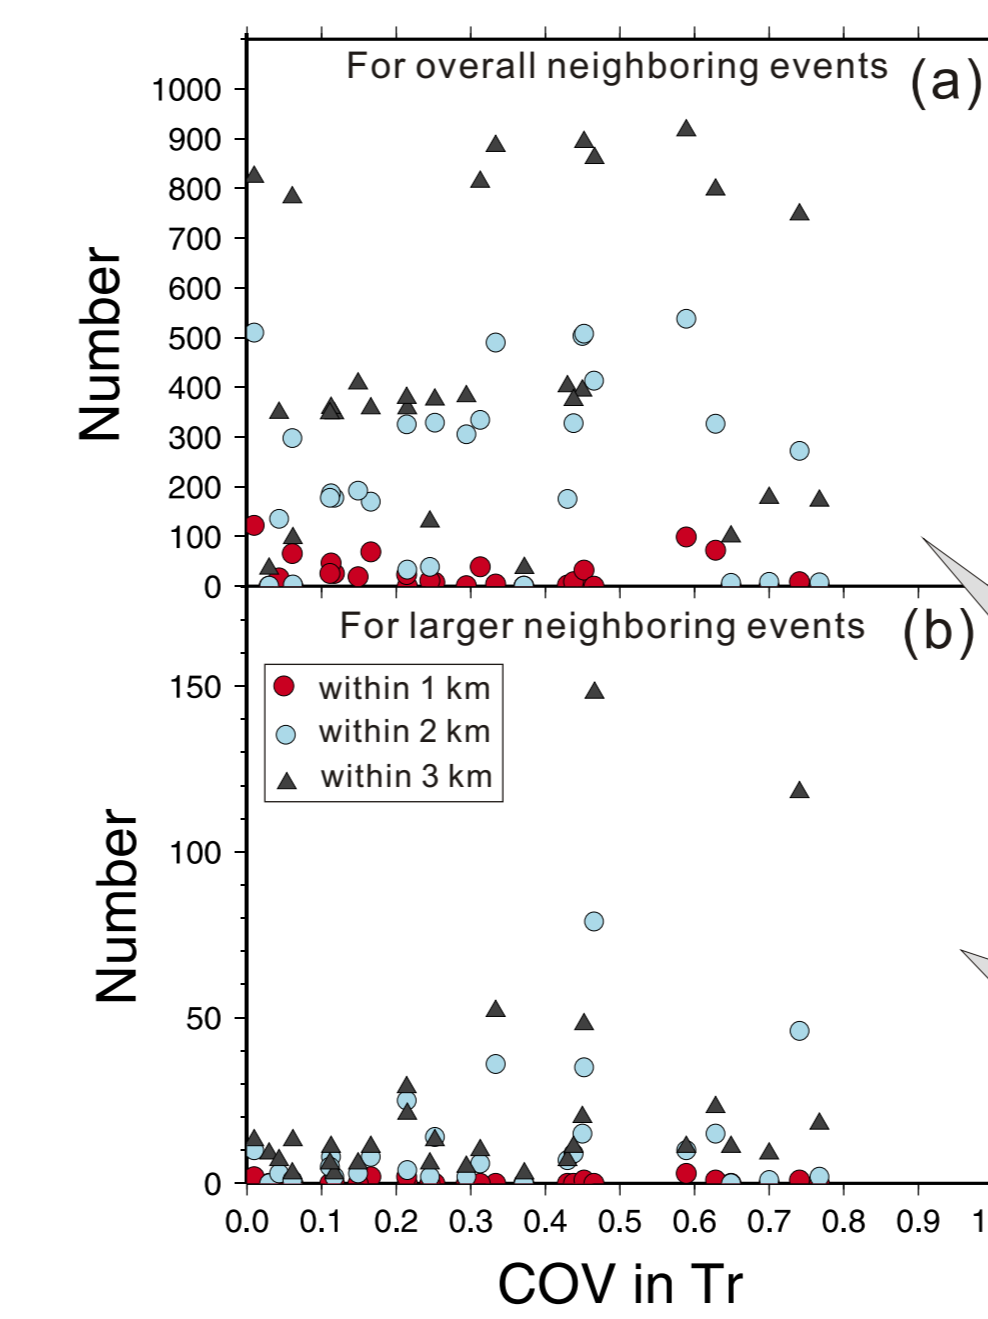 For overall neighboring events
(a)
1000
900
800
700
600
500
400
300
200
100
0
Number
For larger neighboring events
(b)
within 1 km
within 2 km
within 3 km
150
100
50
0
Number
0.0 0.1 0.2 0.3 0.4 0.5 0.6 0.7 0.8 0.9 1
COV in Tr